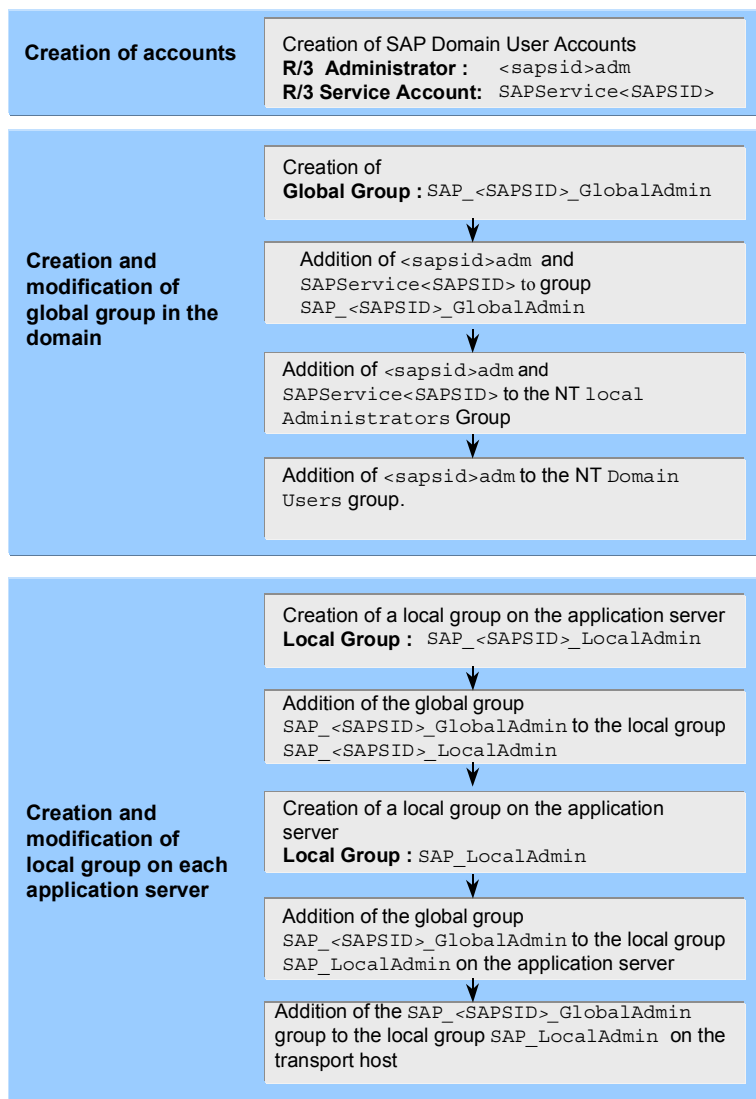 Creation of accounts
Creation of SAP Domain User Accounts
R/3 Administrator : <sapsid>adm
R/3 Service Account: SAPService<SAPSID>
Creation and
modification of
global group in the
domain
Creation of
Global Group : SAP_<SAPSID>_GlobalAdmin
Addition of <sapsid>adm and
SAPService<SAPSID> to group
SAP_<SAPSID>_GlobalAdmin
Addition of <sapsid>adm and
SAPService<SAPSID> to the NT local
Administrators Group
Addition of <sapsid>adm to the NT Domain
Users group.
Creation and
modification of
local group on each
application server
Creation of a local group on the application server
Local Group : SAP_<SAPSID>_LocalAdmin
Addition of the global group
SAP_<SAPSID>_GlobalAdmin to the local group
SAP_<SAPSID>_LocalAdmin
Creation of a local group on the application
server
Local Group : SAP_LocalAdmin
Addition of the global group
SAP_<SAPSID>_GlobalAdmin to the local group
SAP_LocalAdmin on the application server
Addition of the SAP_<SAPSID>_GlobalAdmin
group to the local group SAP_LocalAdmin on the
transport host